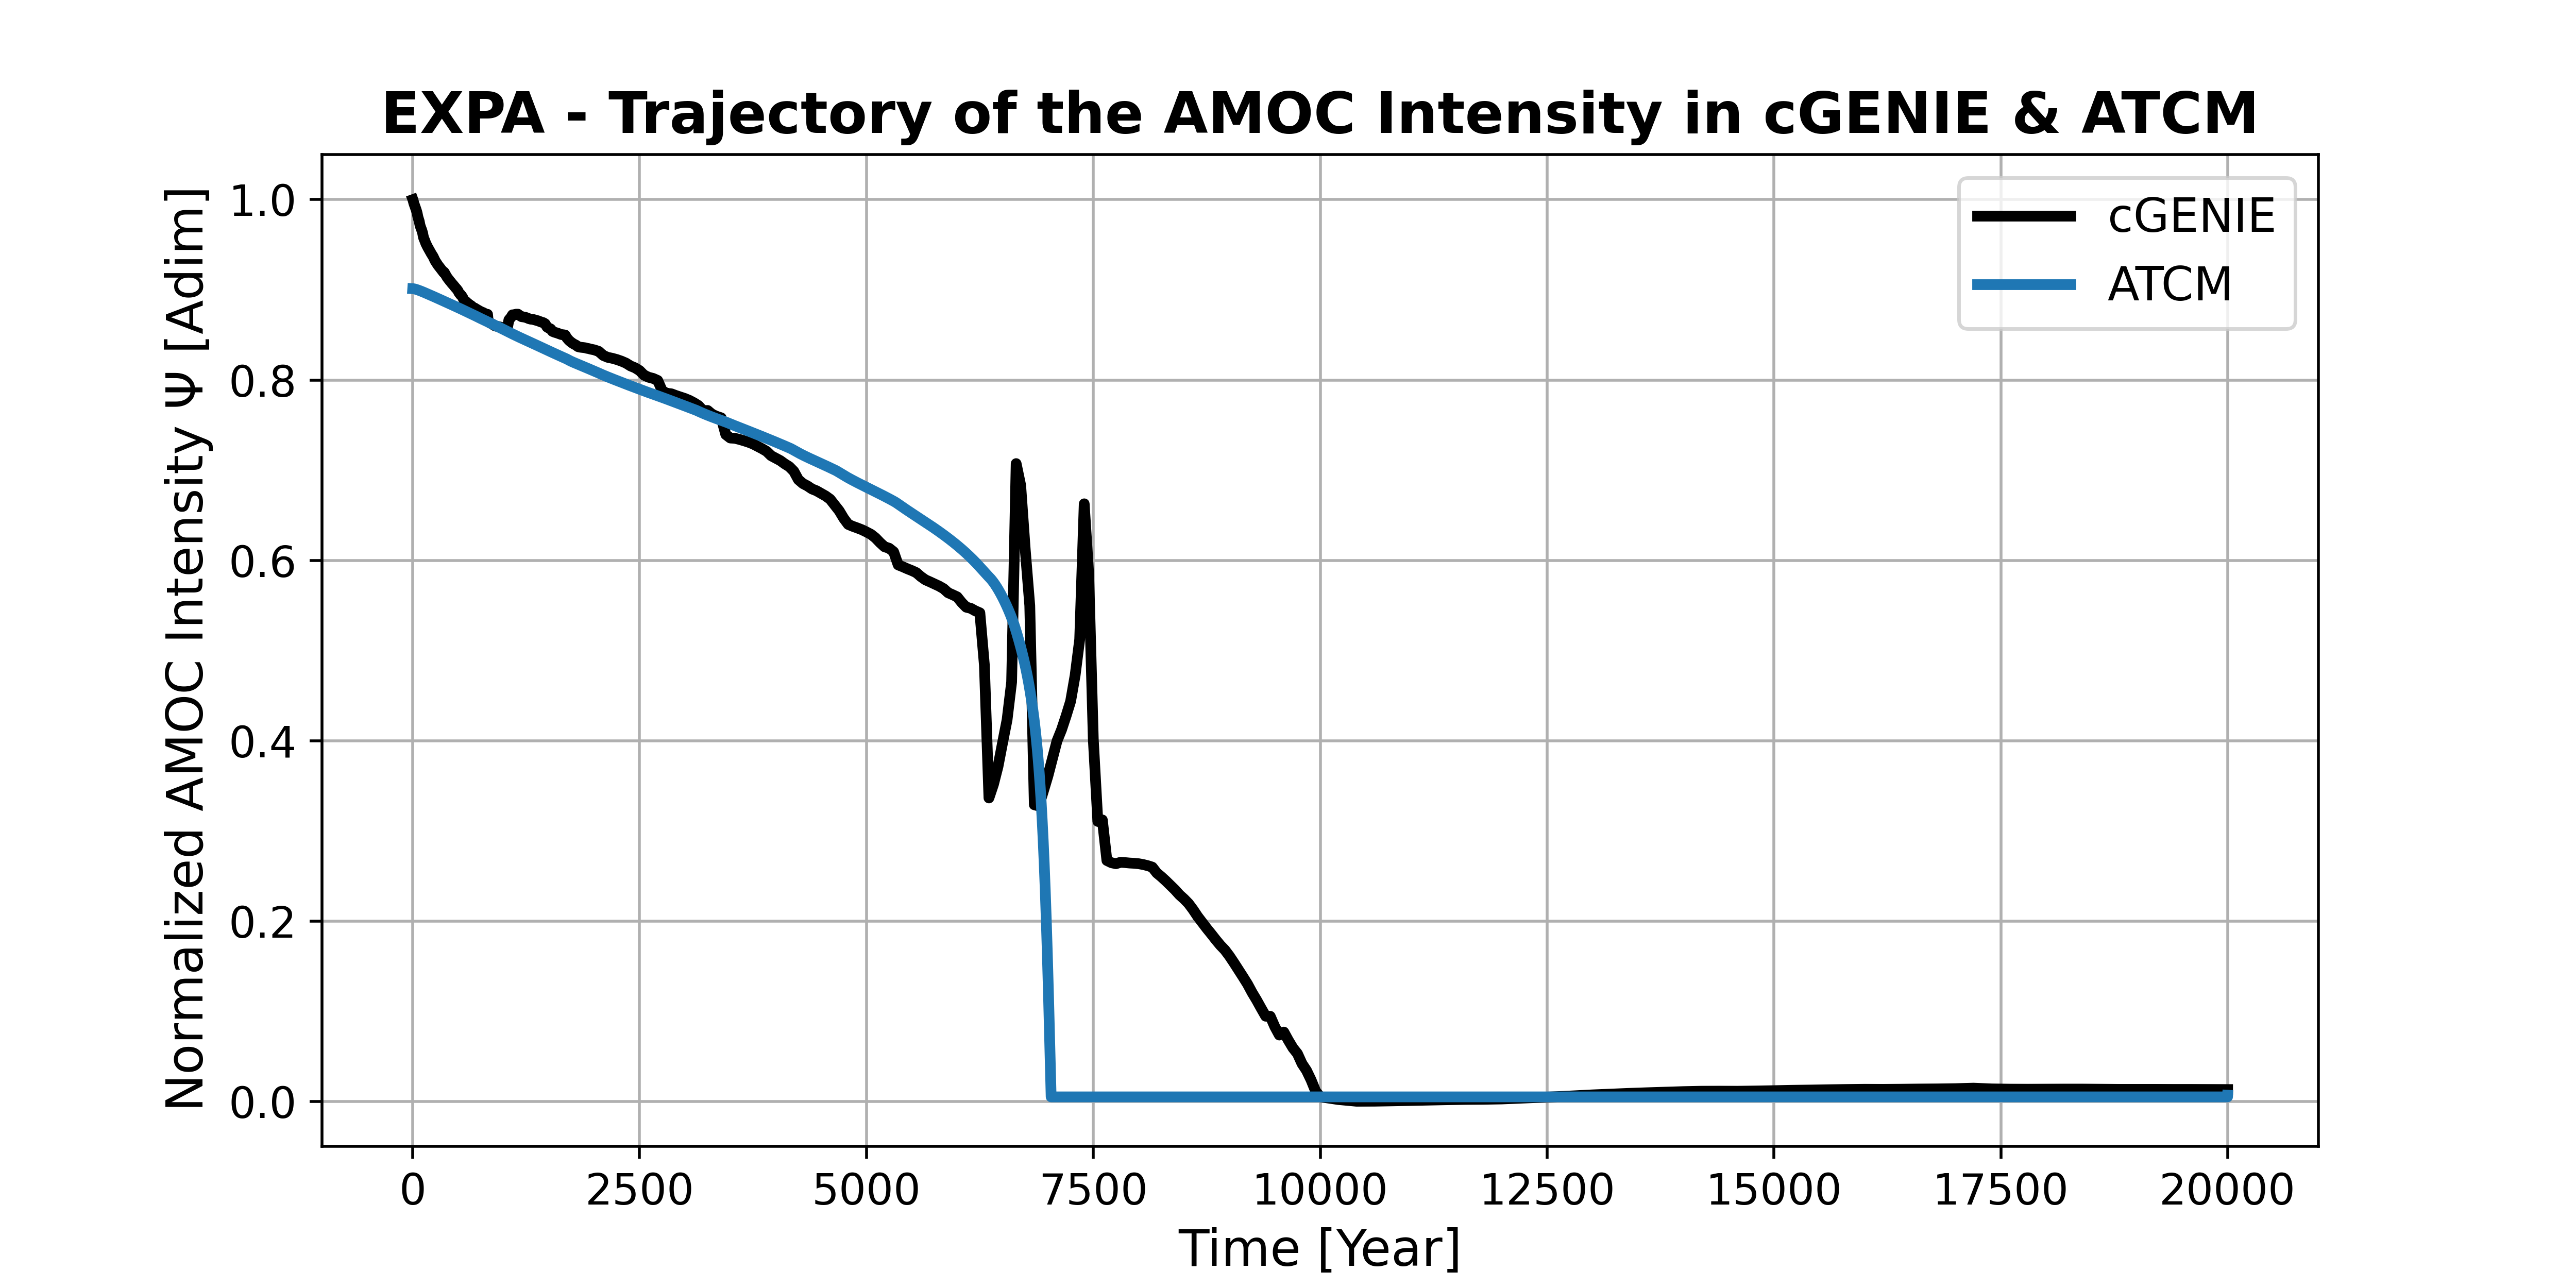 EXPA - Trajectory of the AMOC Intensity in cGENIE & ATCM
Normalized AMOC Intensity Ψ [Adim]
1.0
0.8
0.6
0.4
0.2
0.0
cGENIE
ATCM
0 2500 5000 7500 10000 12500 15000 17500 20000
Time [Year]